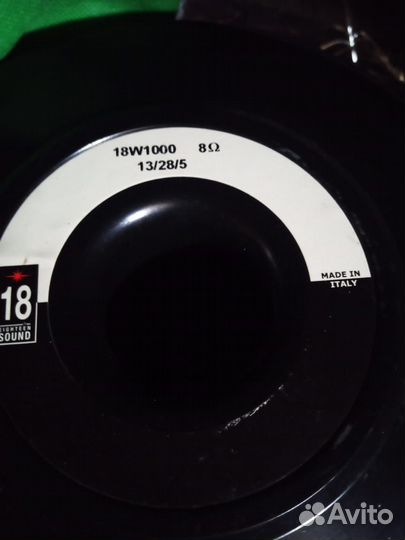 18W1000 8Ω
13/28/5
MADE IN
ITALY
18
EIGHTEEN
SOUND
Avito